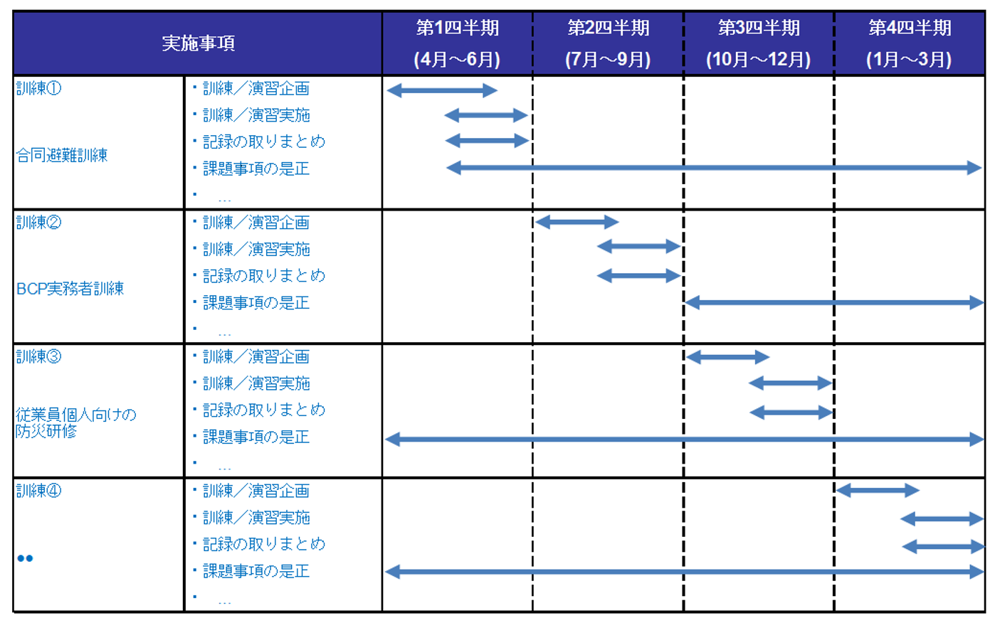 実施事項
第1四半期
(4月～6月)
第2四半期
(7月～9月)
第3四半期
(10月～12月)
第4四半期
(1月～3月)
訓練①
合同避難訓練
・訓練／演習企画
・訓練／演習実施
・記録の取りまとめ
・課題事項の是正
・　…
訓練②
BCP実務者訓練
・訓練／演習企画
・訓練／演習実施
・記録の取りまとめ
・課題事項の是正
・　…
訓練③
従業員個人向けの
防災研修
・訓練／演習企画
・訓練／演習実施
・記録の取りまとめ
・課題事項の是正
・　…
訓練④
●●
・訓練／演習企画
・訓練／演習実施
・記録の取りまとめ
・課題事項の是正
・　…